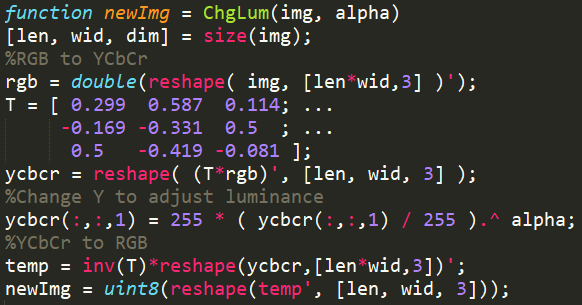 function newImg = ChgLum(img, alpha)
[len, wid, dim] = size(img);
%RGB to YCbCr
rgb = double(reshape( img, [len*wid,3] )');
T = [ 0.299 0.587 0.114; ...
-0.169 -0.331 0.5 ; ...
0.5 -0.419 -0.081 ];
ycbcr = reshape( (T*rgb)', [len, wid, 3] );
%Change Y to adjust luminance
ycbcr(:,:,1) = 255 * ( ycbcr(:,:,1) / 255 ).^ alpha;
%YCbCr to RGB
temp = inv(T)*reshape(ycbcr,[len*wid,3])';
newImg = uint8(reshape(temp', [len, wid, 3]));